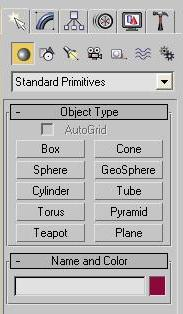 Standard Primitives
- Object Type
AutoGrid
Box Cone
Sphere GeoSphere
Cylinder Tube
Torus Pyramid
Teapot Plane
- Name and Color